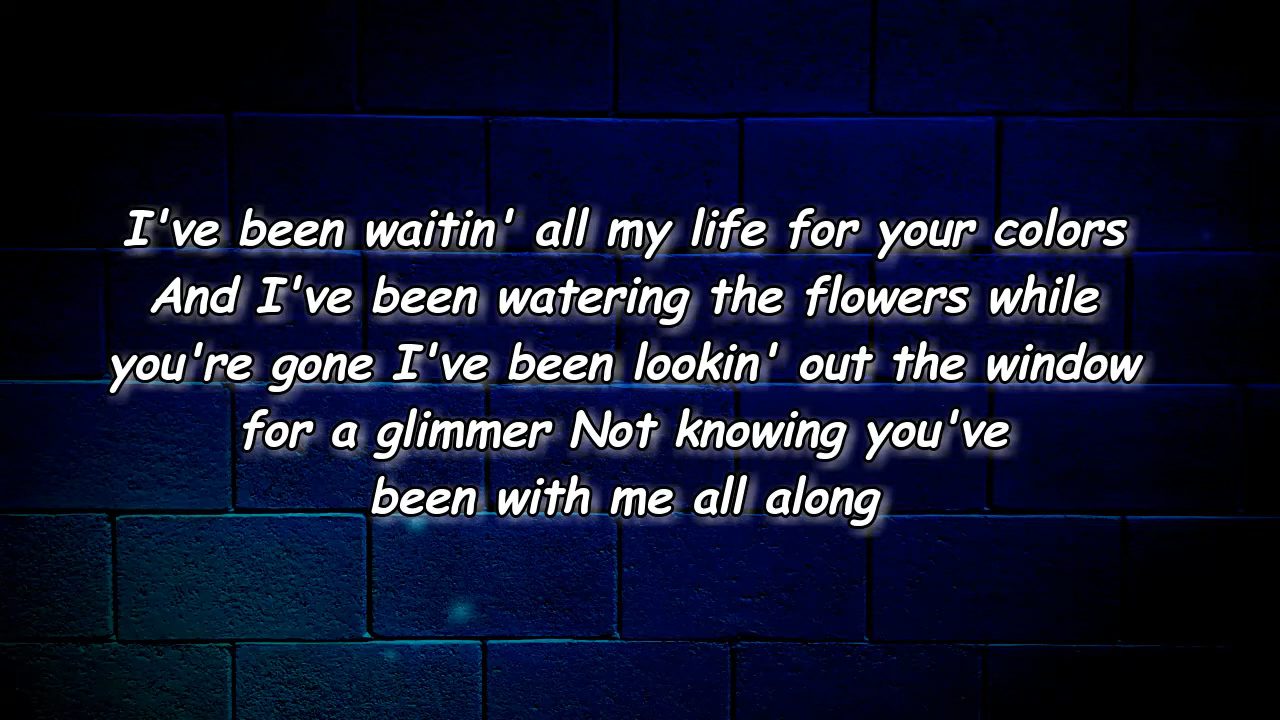 I've been waitin' all my life for your colors
And I've been watering the flowers while
you're gone I've been lookin' out the window
for a glimmer Not knowing you've
been with me all along